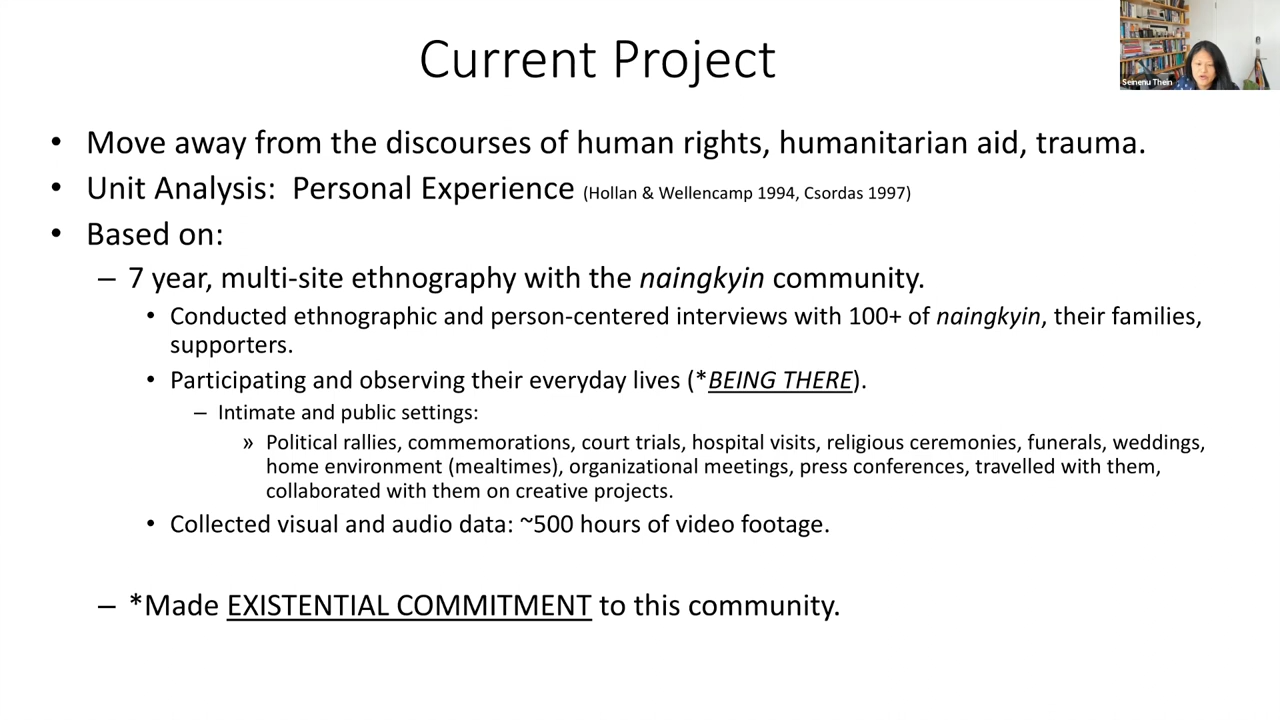 Current Project
Seinenu Thein
• Move away from the discourses of human rights, humanitarian aid, trauma.
• Unit Analysis:  Personal Experience (Hollan & Wellencamp 1994, Csordas 1997)
• Based on:
– 7 year, multi-site ethnography with the naingkyin community.
• Conducted ethnographic and person-centered interviews with 100+ of naingkyin, their families,
supporters.
• Participating and observing their everyday lives (*BEING THERE).
– Intimate and public settings:
» Political rallies, commemorations, court trials, hospital visits, religious ceremonies, funerals, weddings,
home environment (mealtimes), organizational meetings, press conferences, travelled with them,
collaborated with them on creative projects.
• Collected visual and audio data: ~500 hours of video footage.
– *Made EXISTENTIAL COMMITMENT to this community.